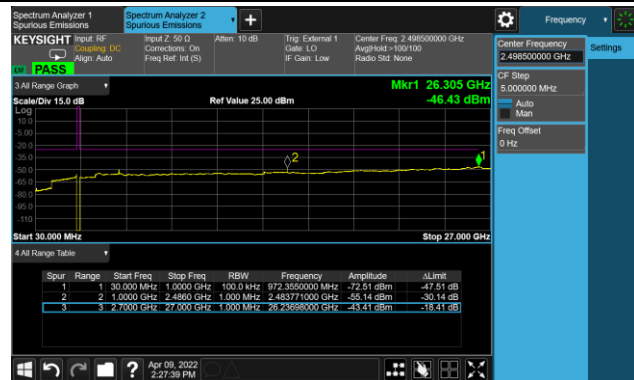 Spectrum Analyzer 1
Spurious Emissions
Spectrum Analyzer 2
Spurious Emissions
+
Frequency
KEYSIGHT
Input: RF
Coupling: DC
Align: Auto
Input Z: 50 Ω
Corrections: On
Freq Ref: Int (S)
Atten: 10 dB
Trig: External 1
Gate: LO
IF Gain: Low
Center Freq: 2.498500000 GHz
Avg|Hold:>100/100
Radio Std: None
PASS
Center Frequency
2.498500000 GHz
Settings
CF Step
5.000000 MHz
Auto
Man
Freq Offset
0 Hz
3 All Range Graph
Mkr1 26.305 GHz
-46.43 dBm
Scale/Div 15.0 dB
Ref Value 25.00 dBm
Log
10.0
-5.00
-20.0
-35.0
-50.0
-65.0
-80.0
-95.0
-110
2
1
Start 30.000 MHz
Stop 27.000 GHz
4 All Range Table
Spur Range Start Freq Stop Freq RBW Frequency Amplitude ΔLimit
1 1 30.000 MHz 1.0000 GHz 100.0 kHz 972.3550000 MHz -72.51 dBm -47.51 dB
2 2 1.0000 GHz 2.4860 GHz 1.000 MHz 2.483771000 GHz -55.14 dBm -30.14 dB
3 3 2.7000 GHz 27.000 GHz 1.000 MHz 26.23698000 GHz -43.41 dBm -18.41 dB
?
Apr 09, 2022
2:27:39 PM